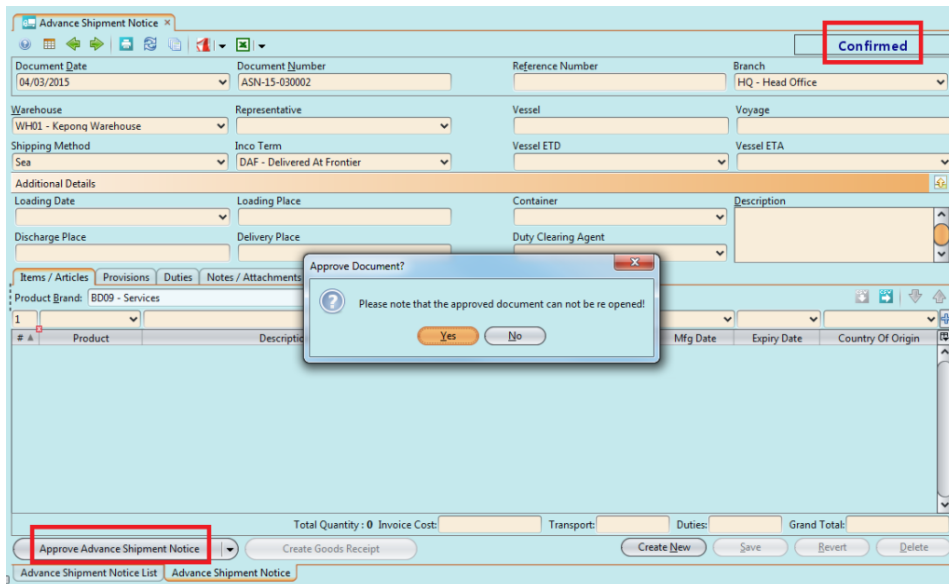 Advance Shipment Notice
Confirmed
Document Date Document Number Reference Number Branch
04/03/2015 ASN-15-030002 HQ - Head Office
Warehouse Representative Vessel Voyage
WH01 - Kepong Warehouse
Shipping Method Inco Term Vessel ETD Vessel ETA
Sea DAF - Delivered At Frontier
Additional Details
Loading Date Loading Place Container Description
Discharge Place Delivery Place Duty Clearing Agent
Approve Document?
Items / Articles Provisions Duties Notes / Attachments
Product Brand: BD09 - Services
Please note that the approved document can not be re opened!
1
Yes No
# Product Mfg Date Expiry Date Country Of Origin
Total Quantity : 0 Invoice Cost: Transport: Duties: Grand Total:
Approve Advance Shipment Notice Create Goods Receipt Create New Save Revert Delete
Advance Shipment Notice List Advance Shipment Notice